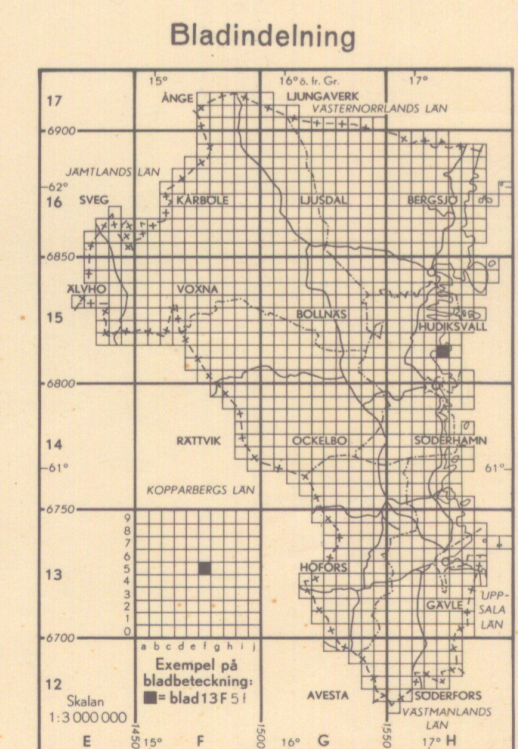 Bladindelning
15° 16° ö. fr. Gr. 17°
17 ÅNGE LJUNGAVERK
VÄSTERNORRLANDS LÄN
6900
JÄMTLANDS LÄN
62°
16 SVEG KÅRBÖLE LJUSDAL BERGSJÖ
6850
ÄLVHO VOXNA
15 BOLLNÄS
HUDIKSVALL
6800
14 RÄTTVIK OCKELBO SÖDERHAMN
61° 61°
KOPPARBERGS LÄN
6750
9
8
7
6
5
4
3
2
1
0
13 HOFORS
GÄVLE UPP-
SALA
LÄN
6700
a b c d e f g h i j
Exempel på
bladbeteckning:
= blad 13 F 5 f
12 AVESTA SÖDERFORS
VÄSTMANLANDS
LÄN
Skalan
1:3 000 000
1450 1500 1550
E 15° F 16° G 17° H